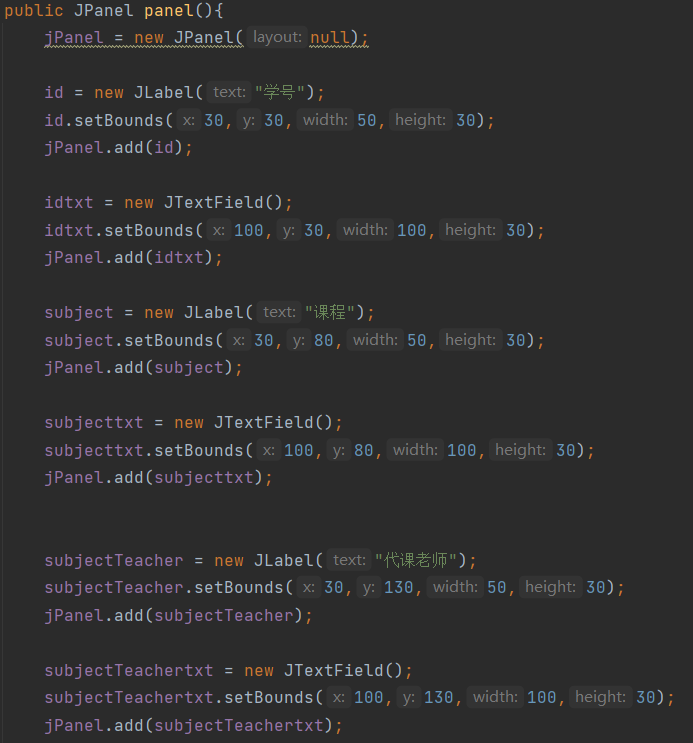 public JPanel panel(){
jPanel = new JPanel( layout: null);
id = new JLabel( text: "学号");
id.setBounds( x: 30, y: 30, width: 50, height: 30);
jPanel.add(id);
idtxt = new JTextField();
idtxt.setBounds( x: 100, y: 30, width: 100, height: 30);
jPanel.add(idtxt);
subject = new JLabel( text: "课程");
subject.setBounds( x: 30, y: 80, width: 50, height: 30);
jPanel.add(subject);
subjecttxt = new JTextField();
subjecttxt.setBounds( x: 100, y: 80, width: 100, height: 30);
jPanel.add(subjecttxt);
subjectTeacher = new JLabel( text: "代课老师");
subjectTeacher.setBounds( x: 30, y: 130, width: 50, height: 30);
jPanel.add(subjectTeacher);
subjectTeachertxt = new JTextField();
subjectTeachertxt.setBounds( x: 100, y: 130, width: 100, height: 30);
jPanel.add(subjectTeachertxt);